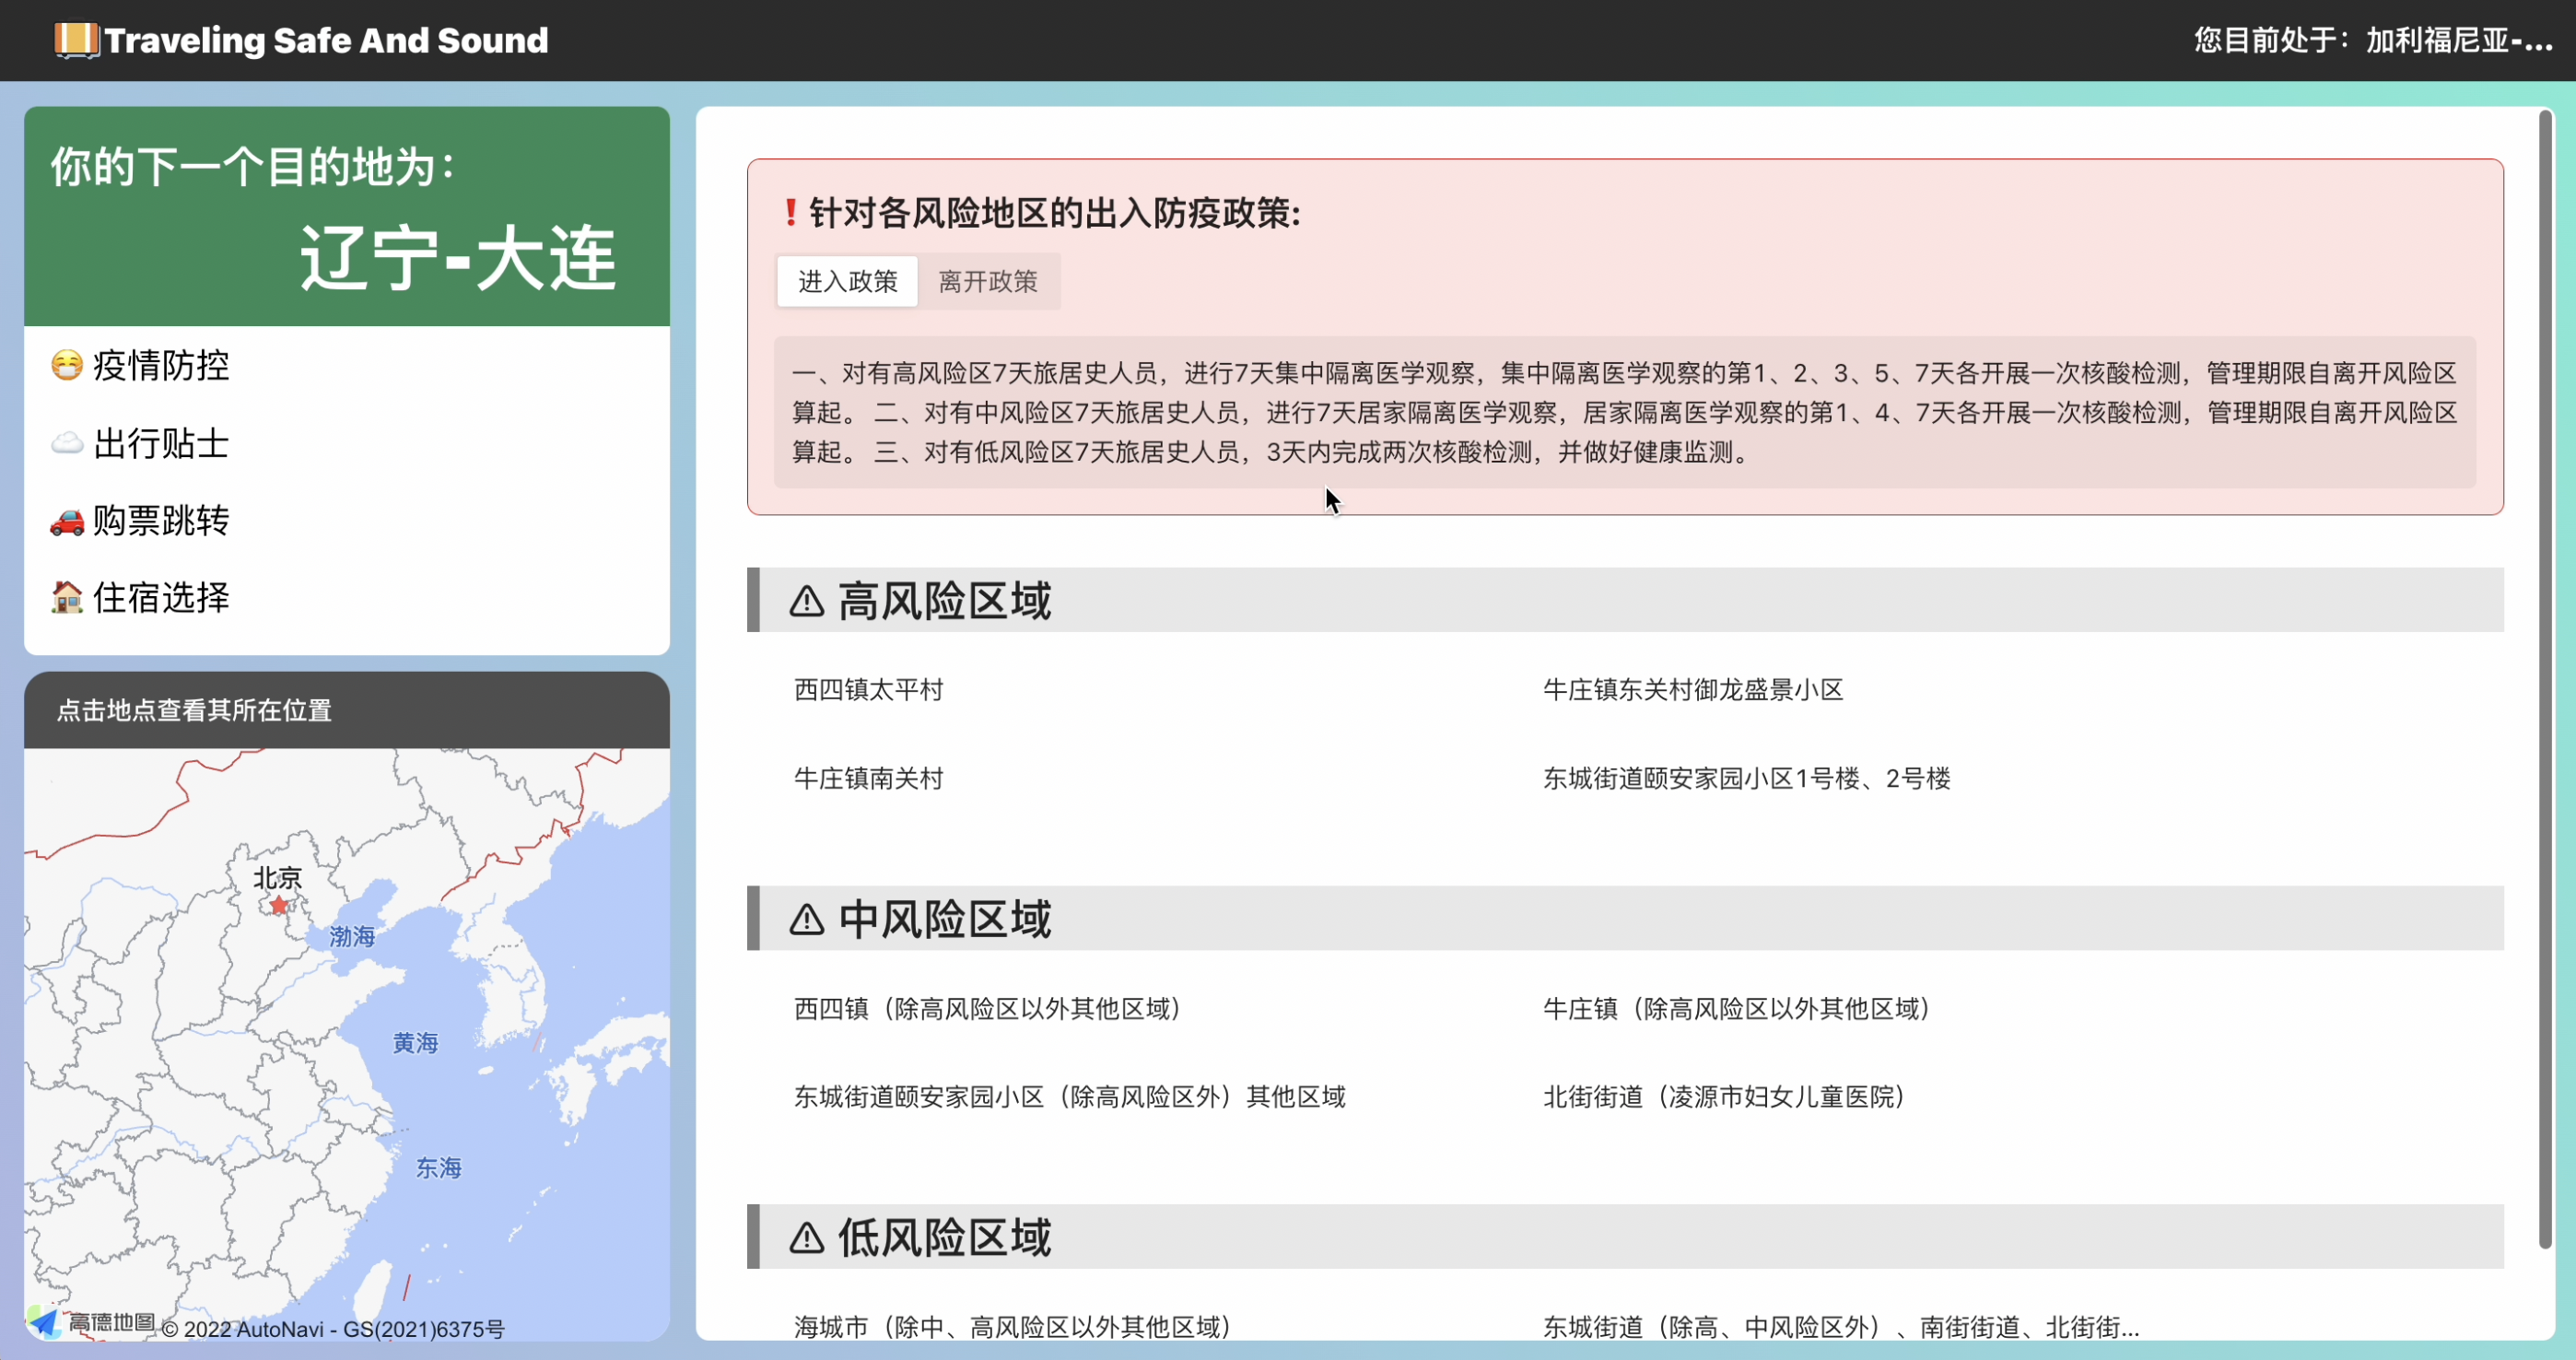 Traveling Safe And Sound
您目前处于：加利福尼亚-...
你的下一个目的地为：
辽宁-大连
疫情防控
出行贴士
购票跳转
住宿选择
点击地点查看其所在位置
北京
渤海
黄海
东海
高德地图
© 2022 AutoNavi - GS(2021)6375号
❗针对各风险地区的出入防疫政策:
进入政策 离开政策
一、对有高风险区7天旅居史人员，进行7天集中隔离医学观察，集中隔离医学观察的第1、2、3、5、7天各开展一次核酸检测，管理期限自离开风险区
算起。 二、对有中风险区7天旅居史人员，进行7天居家隔离医学观察，居家隔离医学观察的第1、4、7天各开展一次核酸检测，管理期限自离开风险区
算起。 三、对有低风险区7天旅居史人员，3天内完成两次核酸检测，并做好健康监测。
高风险区域
西四镇太平村 牛庄镇东关村御龙盛景小区
牛庄镇南关村 东城街道颐安家园小区1号楼、2号楼
中风险区域
西四镇（除高风险区以外其他区域） 牛庄镇（除高风险区以外其他区域）
东城街道颐安家园小区（除高风险区外）其他区域 北街街道（凌源市妇女儿童医院）
低风险区域
海城市（除中、高风险区以外其他区域） 东城街道（除高、中风险区外）、南街街道、北街街...